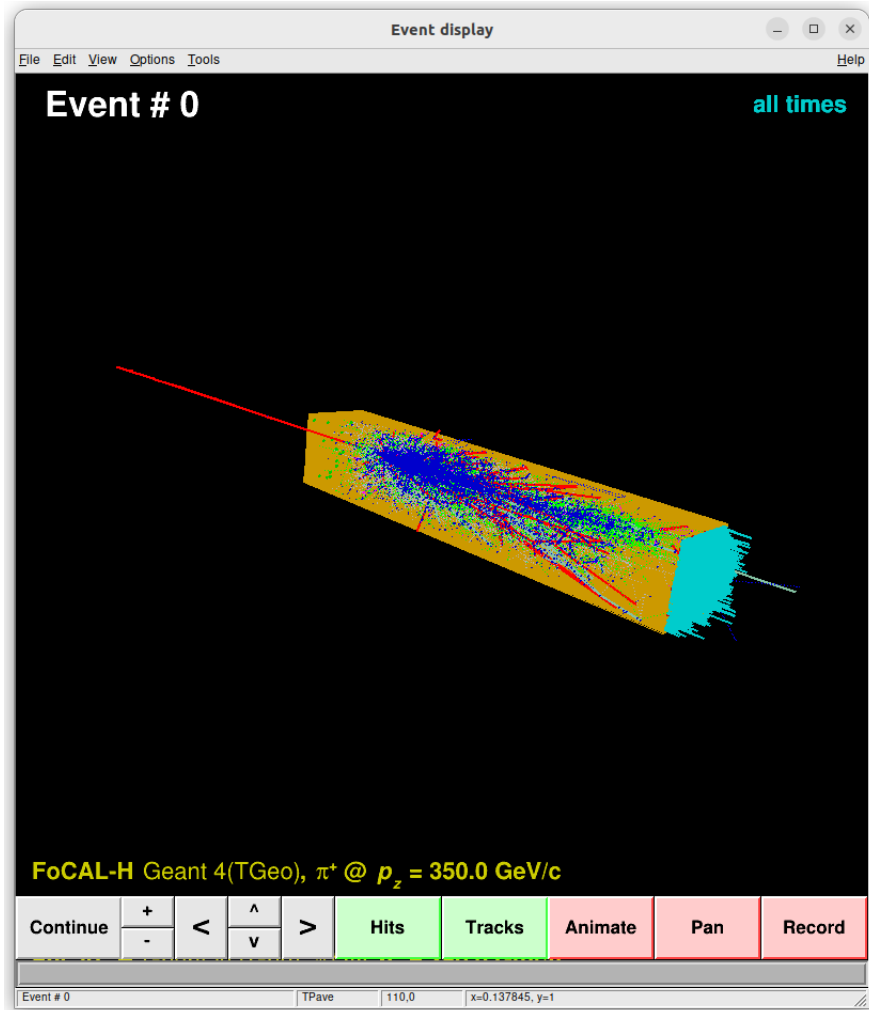 Event display
File Edit View Options Tools Help
Event # 0 all times
FoCAL-H Geant 4(TGeo), π⁺ @ p_z = 350.0 GeV/c
Continue + - < ^ v > Hits Tracks Animate Pan Record
Event # 0 TPave 110,0 x=0.137845, y=1